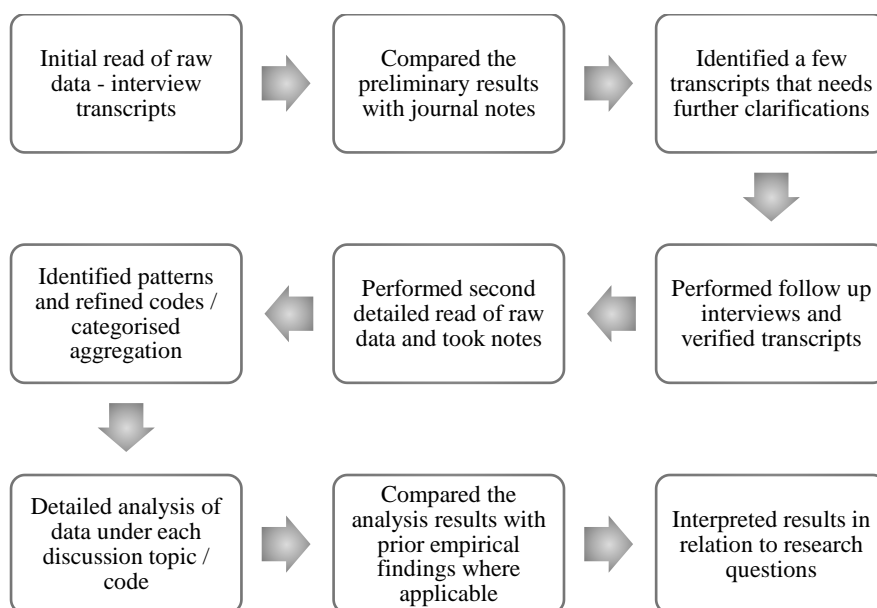 Initial read of raw
data - interview
transcripts
Compared the
preliminary results
with journal notes
Identified a few
transcripts that needs
further clarifications
Performed follow up
interviews and
verified transcripts
Performed second
detailed read of raw
data and took notes
Identified patterns
and refined codes /
categorised
aggregation
Detailed analysis of
data under each
discussion topic /
code
Compared the
analysis results with
prior empirical
findings where
applicable
Interpreted results in
relation to research
questions